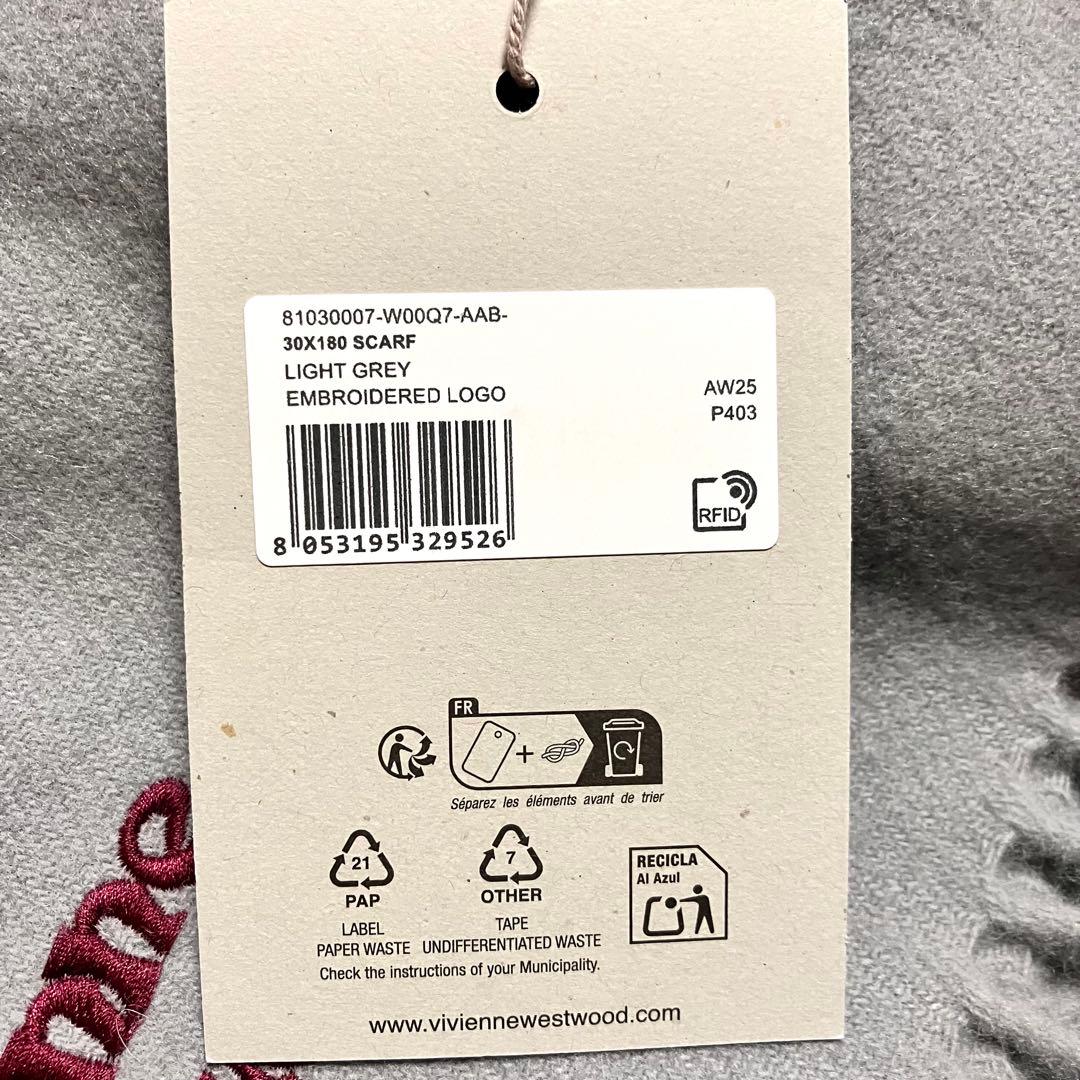 81030007-W00Q7-AAB-
30X180 SCARF
LIGHT GREY
EMBROIDERED LOGO
AW25
P403
RFID
8 053195 329526
FR
Séparez les éléments avant de trier
21
PAP
LABEL
PAPER WASTE
7
OTHER
TAPE
UNDIFFERENTIATED WASTE
Check the instructions of your Municipality.
RECICLA
Al Azul
www.viviennewestwood.com
nne